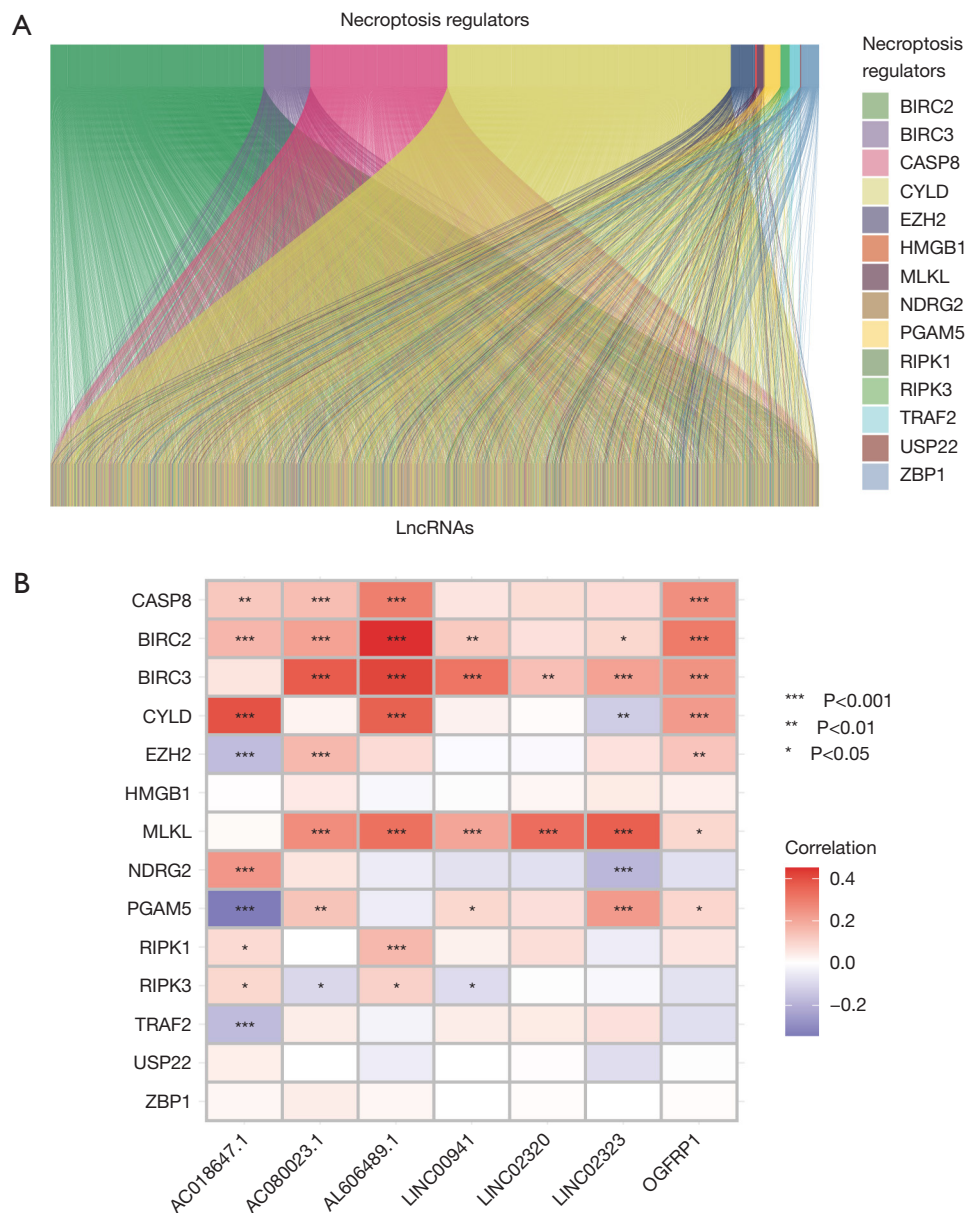 A
Necroptosis regulators
Necroptosis
regulators
BIRC2
BIRC3
CASP8
CYLD
EZH2
HMGB1
MLKL
NDRG2
PGAM5
RIPK1
RIPK3
TRAF2
USP22
ZBP1
LncRNAs
B
CASP8 ** *** *** ***
BIRC2 *** *** *** ** * ***
BIRC3 *** *** *** ** *** ***
CYLD *** *** ** ***
EZH2 *** *** **
HMGB1
MLKL *** *** *** *** *** *
NDRG2 *** ***
PGAM5 *** ** * *** *
RIPK1 * ***
RIPK3 * * * *
TRAF2 ***
USP22
ZBP1
AC018647.1
AC080023.1
AL606489.1
LINC00941
LINC02320
LINC02323
OGFRP1
*** P<0.001
** P<0.01
* P<0.05
Correlation
0.4
0.2
0.0
−0.2